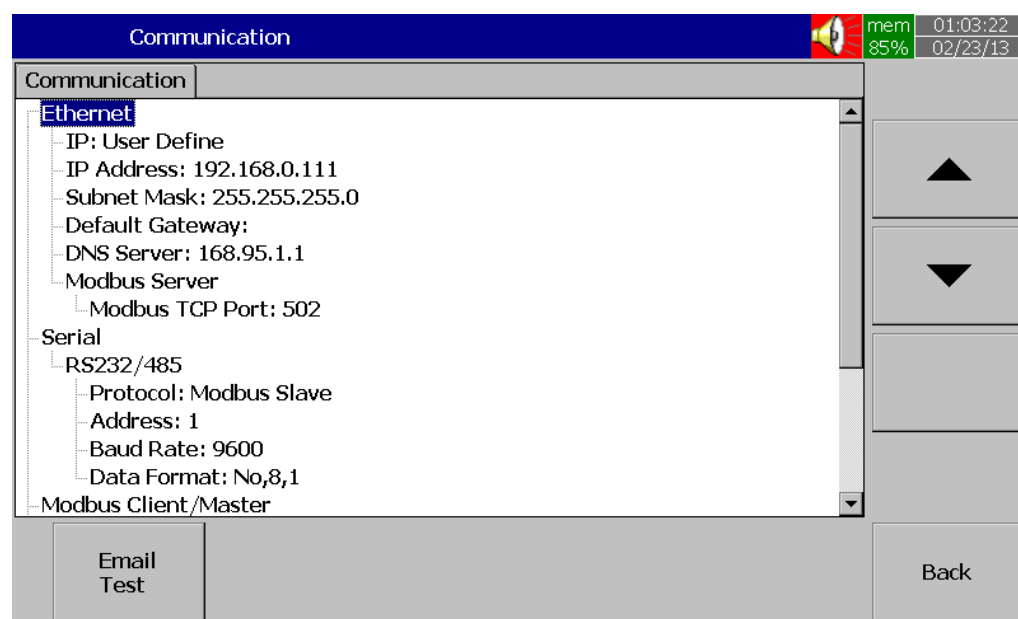 Communication
mem 01:03:22
85% 02/23/13
Communication
Ethernet
IP: User Define
IP Address: 192.168.0.111
Subnet Mask: 255.255.255.0
Default Gateway:
DNS Server: 168.95.1.1
Modbus Server
Modbus TCP Port: 502
Serial
RS232/485
Protocol: Modbus Slave
Address: 1
Baud Rate: 9600
Data Format: No,8,1
Modbus Client/Master
Email
Test
Back